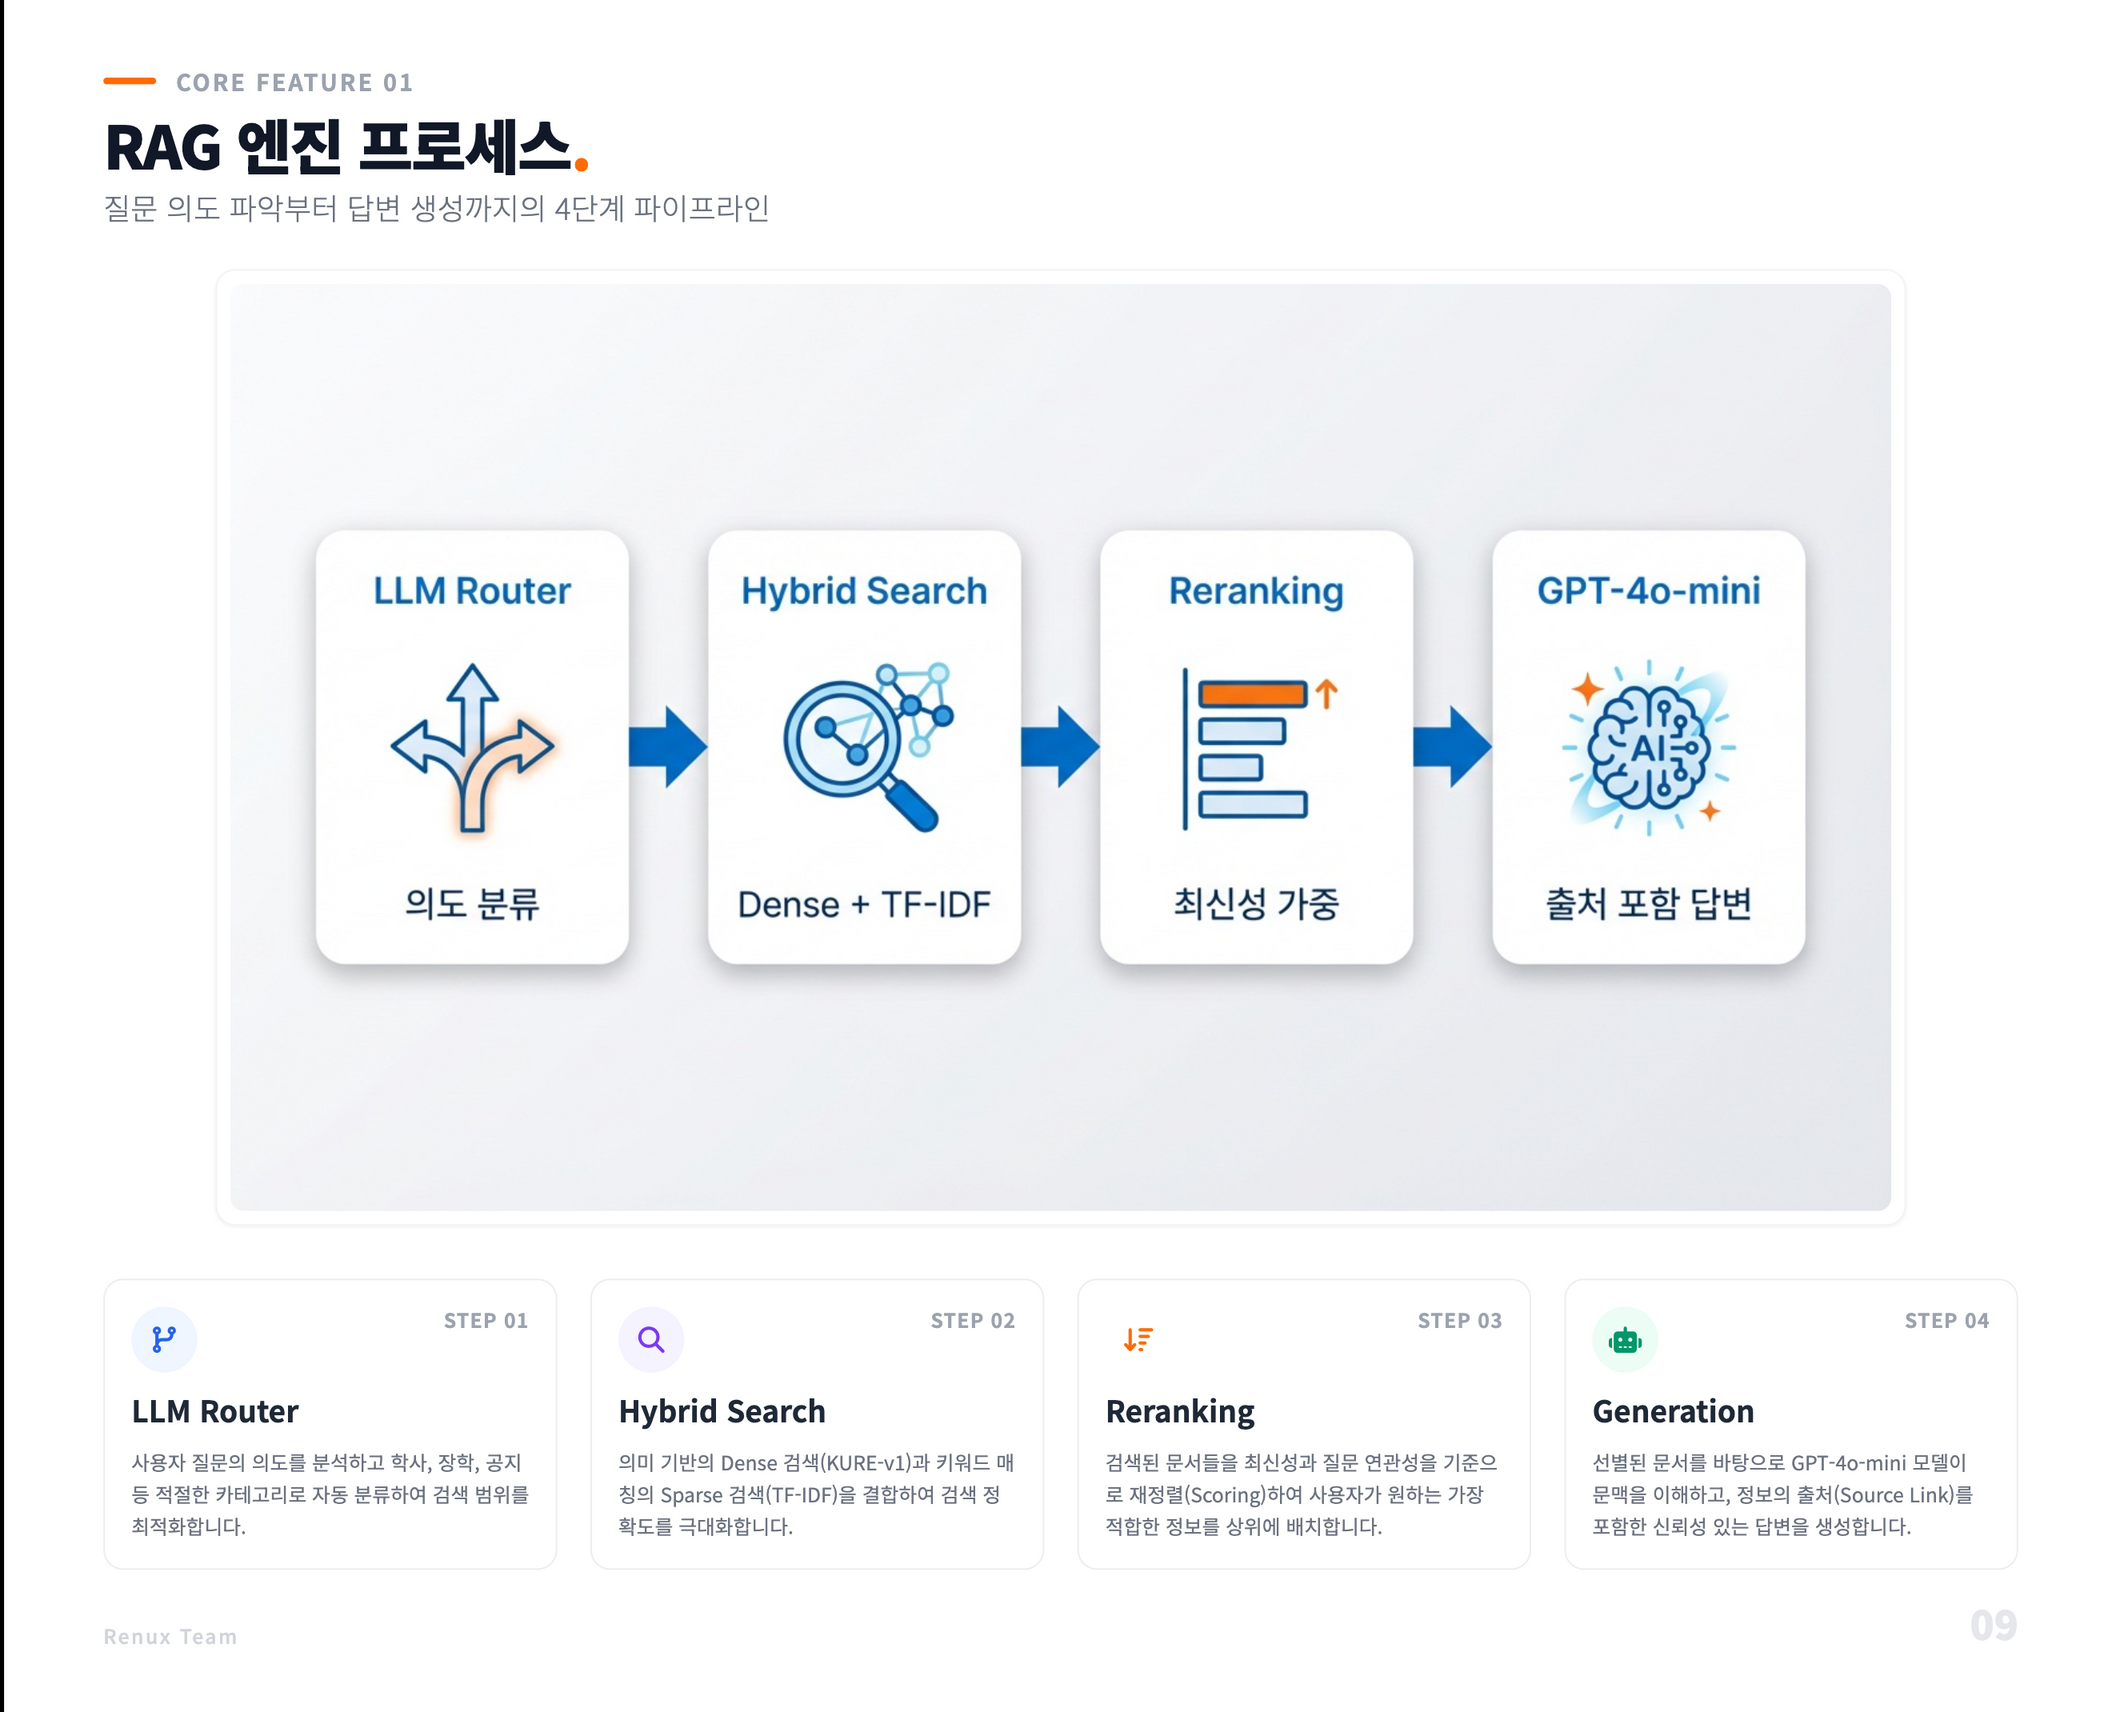 CORE FEATURE 01
RAG 엔진 프로세스.
질문 의도 파악부터 답변 생성까지의 4단계 파이프라인
LLM Router
의도 분류
Hybrid Search
Dense + TF-IDF
Reranking
최신성 가중
GPT-4o-mini
AI
출처 포함 답변
STEP 01
LLM Router
사용자 질문의 의도를 분석하고 학사, 장학, 공지
등 적절한 카테고리로 자동 분류하여 검색 범위를
최적화합니다.
STEP 02
Hybrid Search
의미 기반의 Dense 검색(KURE-v1)과 키워드 매
칭의 Sparse 검색(TF-IDF)을 결합하여 검색 정
확도를 극대화합니다.
STEP 03
Reranking
검색된 문서들을 최신성과 질문 연관성을 기준으
로 재정렬(Scoring)하여 사용자가 원하는 가장
적합한 정보를 상위에 배치합니다.
STEP 04
Generation
선별된 문서를 바탕으로 GPT-4o-mini 모델이
문맥을 이해하고, 정보의 출처(Source Link)를
포함한 신뢰성 있는 답변을 생성합니다.
Renux Team
09